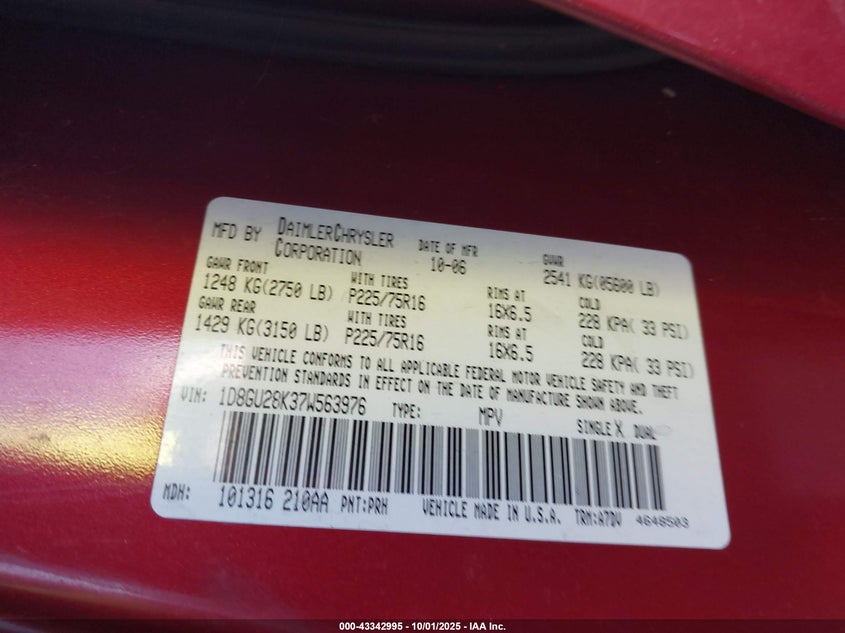 MFD BY DAIMLERCHRYSLER CORPORATION DATE OF MFR 10-06 GVWR 2541 KG(05600 LB)
GAWR FRONT WITH TIRES RIMS AT COLD
1248 KG(2750 LB) P225/75R16 16X6.5 228 KPA( 33 PSI)
GAWR REAR WITH TIRES RIMS AT COLD
1429 KG(3150 LB) P225/75R16 16X6.5 228 KPA( 33 PSI)
THIS VEHICLE CONFORMS TO ALL APPLICABLE FEDERAL MOTOR VEHICLE SAFETY AND THEFT
PREVENTION STANDARDS IN EFFECT ON THE DATE OF MANUFACTURE SHOWN ABOVE.
VIN: 1D8GU28K37W563976 TYPE: MPV SINGLE X DUAL
MDH: 101316 210AA PNT:PRH VEHICLE MADE IN U.S.A. TRM:A7DV 4648503
000-43342995 - 10/01/2025 - IAA Inc.